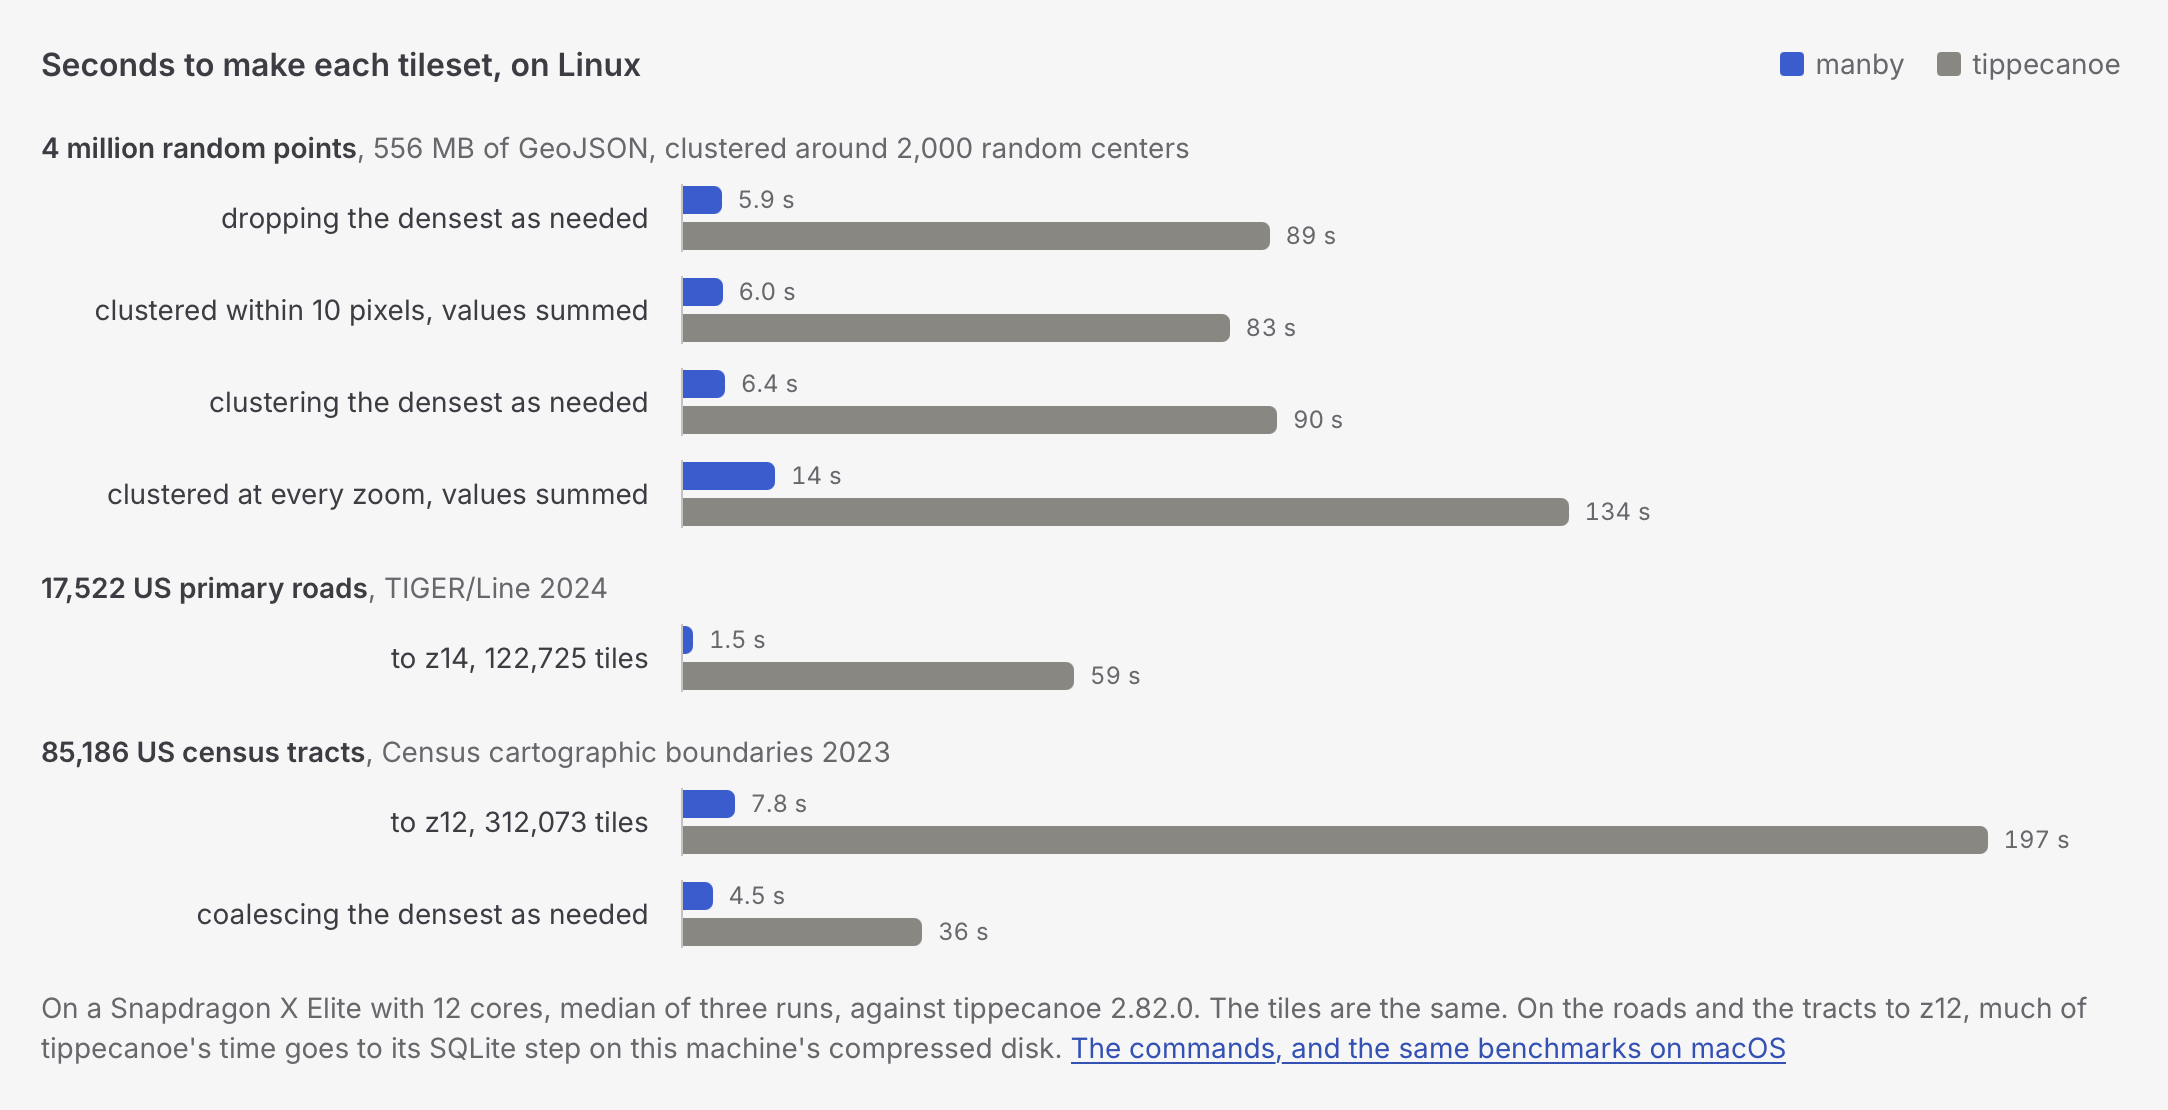 Seconds to make each tileset, on Linux
manby
tippecanoe
4 million random points, 556 MB of GeoJSON, clustered around 2,000 random centers
dropping the densest as needed
5.9 s
89 s
clustered within 10 pixels, values summed
6.0 s
83 s
clustering the densest as needed
6.4 s
90 s
clustered at every zoom, values summed
14 s
134 s
17,522 US primary roads, TIGER/Line 2024
to z14, 122,725 tiles
1.5 s
59 s
85,186 US census tracts, Census cartographic boundaries 2023
to z12, 312,073 tiles
7.8 s
197 s
coalescing the densest as needed
4.5 s
36 s
On a Snapdragon X Elite with 12 cores, median of three runs, against tippecanoe 2.82.0. The tiles are the same. On the roads and the tracts to z12, much of
tippecanoe's time goes to its SQLite step on this machine's compressed disk. The commands, and the same benchmarks on macOS